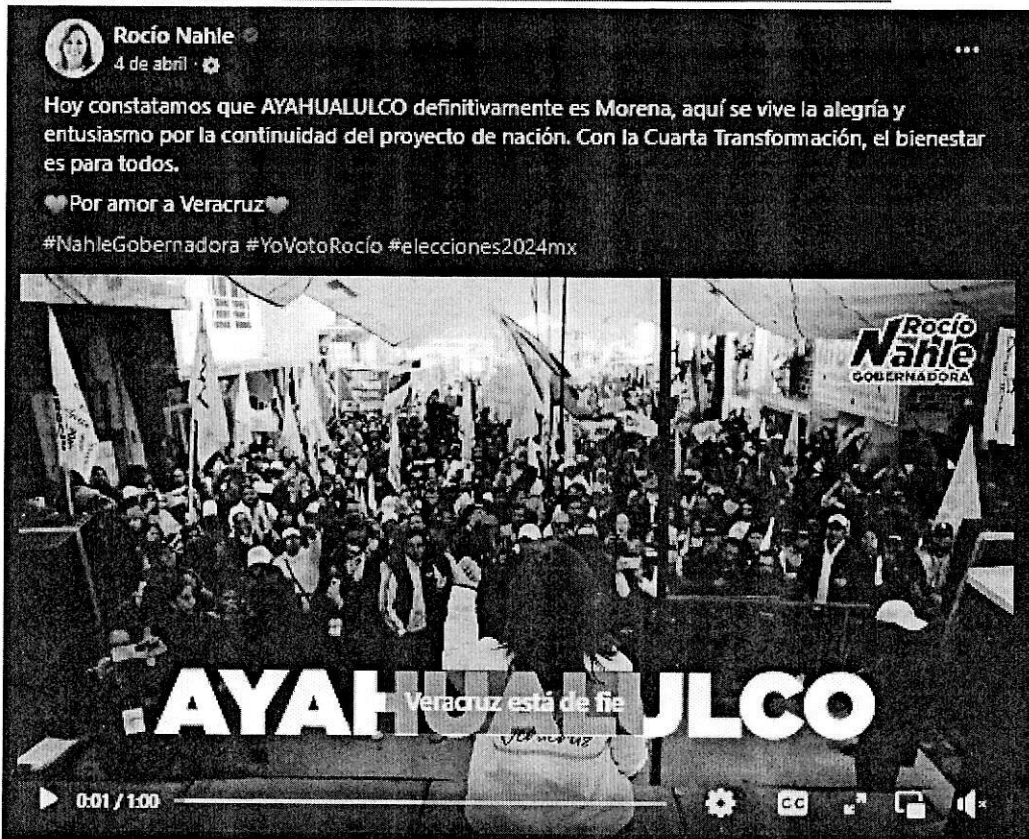 Rocío Nahle
4 de abril
Hoy constatamos que AYAHUALULCO definitivamente es Morena, aquí se vive la alegría y
entusiasmo por la continuidad del proyecto de nación. Con la Cuarta Transformación, el bienestar
es para todos.
Por amor a Veracruz
#NahleGobernadora #YoVotoRocío #elecciones2024mx
Rocío
Nahle
GOBERNADORA
AYAHUALULCO
Veracruz está de fie
Veracruz
0:01 / 1:00
CC